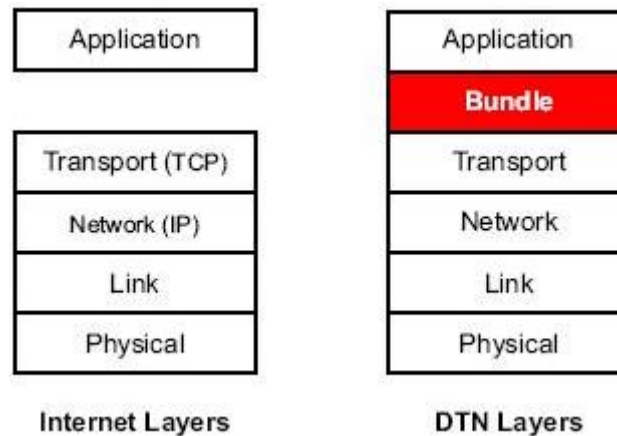 Application
Transport (TCP)
Network (IP)
Link
Physical
Internet Layers
Application
Bundle
Transport
Network
Link
Physical
DTN Layers